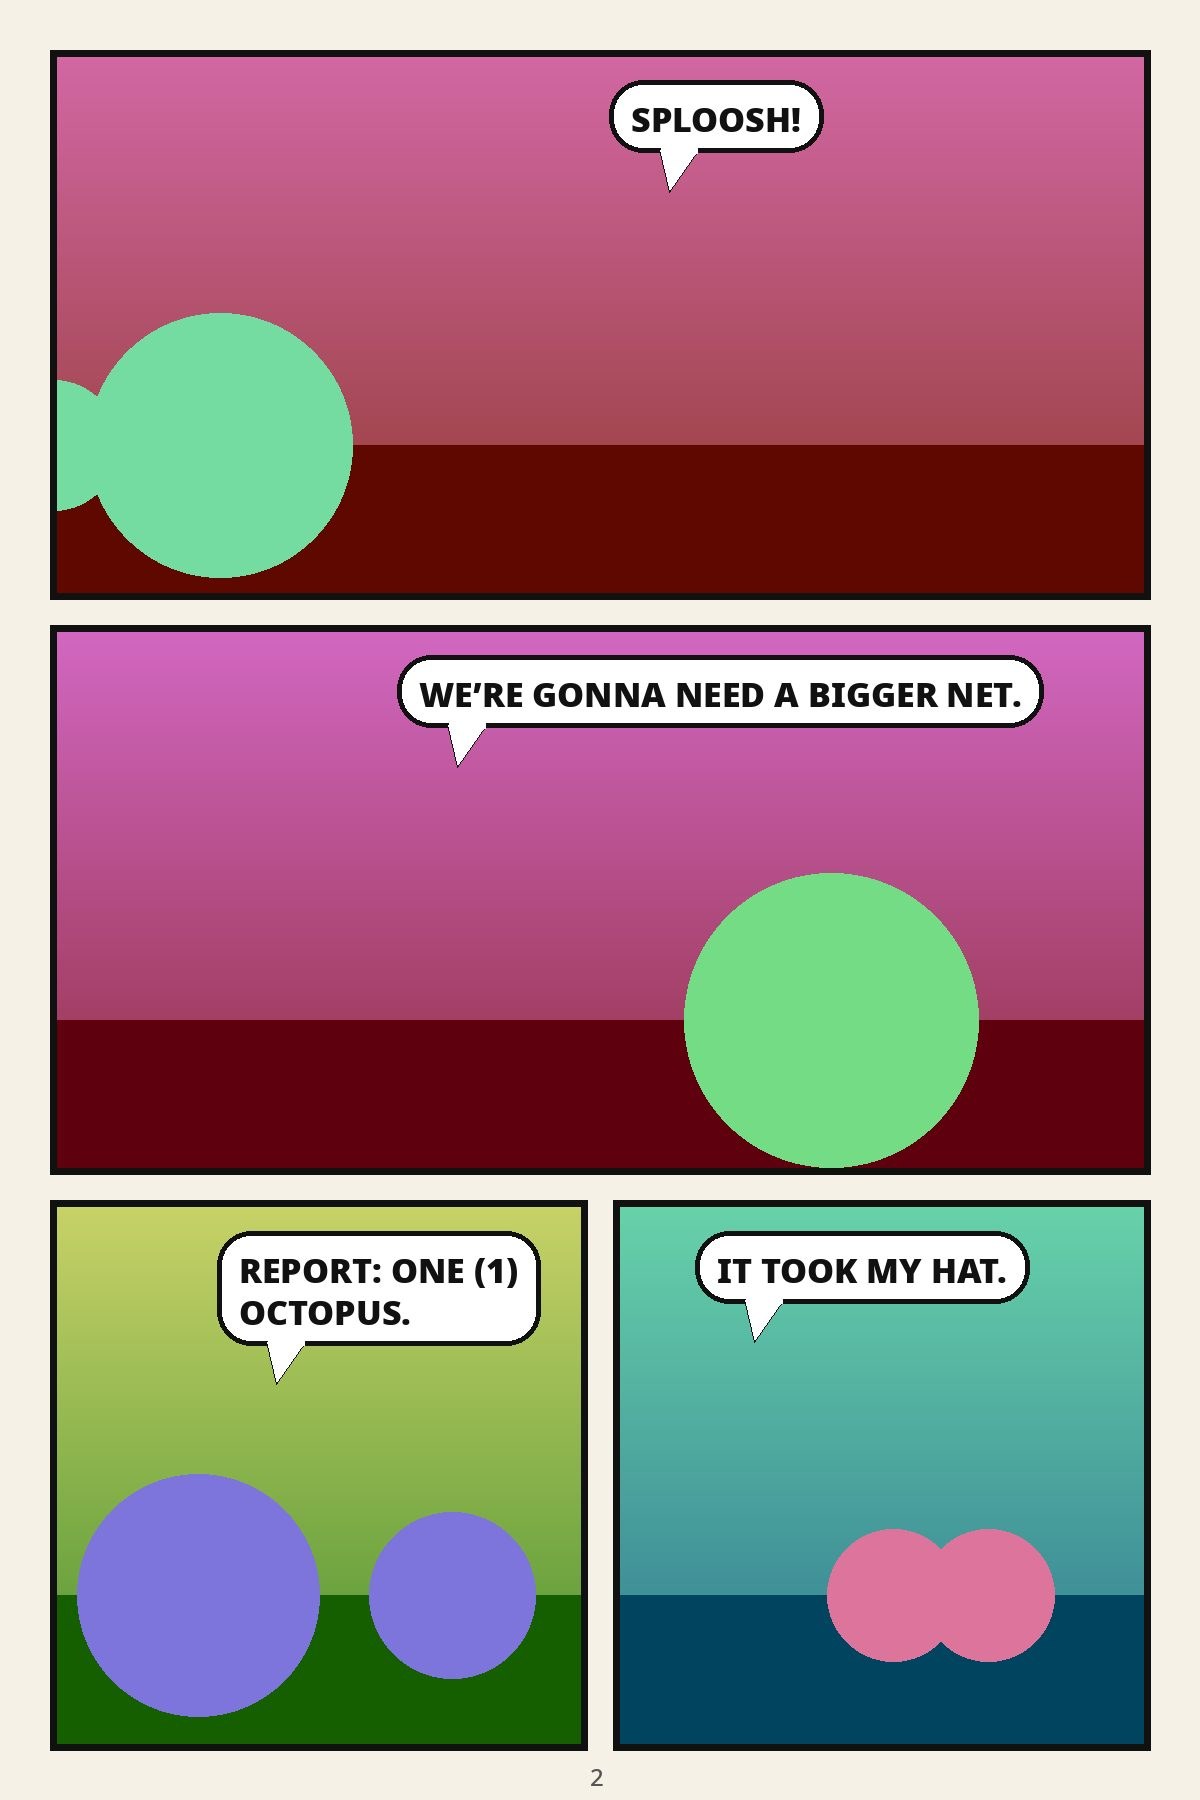 SPLOOSH!
WE’RE GONNA NEED A BIGGER NET.
REPORT: ONE (1)
OCTOPUS.
IT TOOK MY HAT.
2